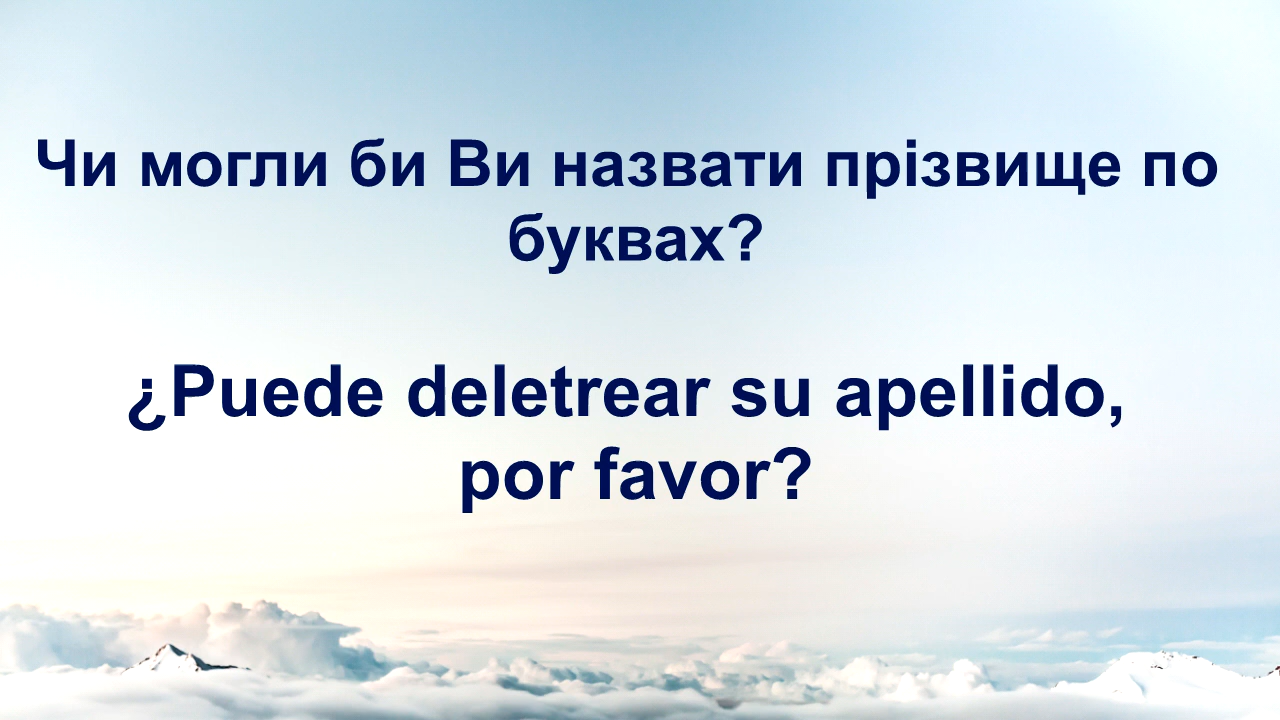 Чи могли би Ви назвати прізвище по
буквах?
¿Puede deletrear su apellido,
por favor?